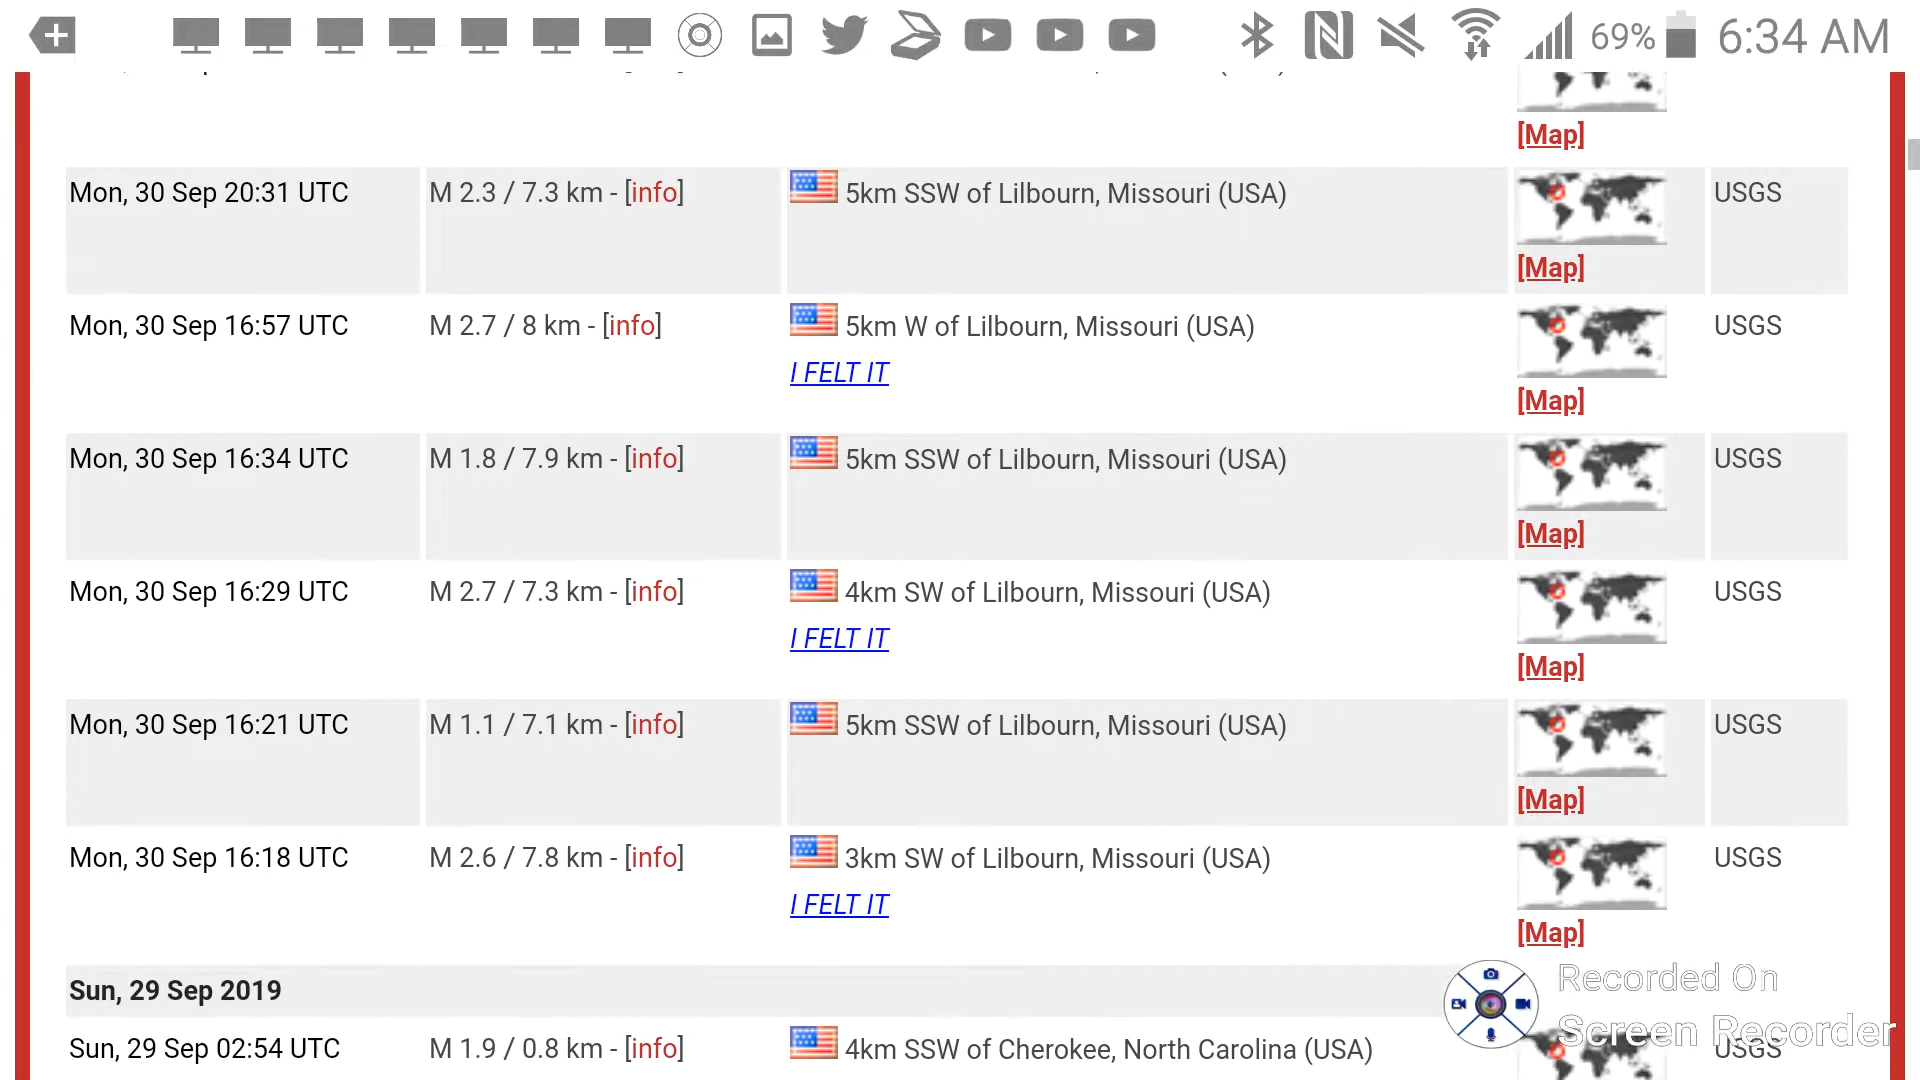 69% 6:34 AM
[Map]
Mon, 30 Sep 20:31 UTC M 2.3 / 7.3 km - [info] 5km SSW of Lilbourn, Missouri (USA) USGS
[Map]
Mon, 30 Sep 16:57 UTC M 2.7 / 8 km - [info] 5km W of Lilbourn, Missouri (USA) USGS
I FELT IT
[Map]
Mon, 30 Sep 16:34 UTC M 1.8 / 7.9 km - [info] 5km SSW of Lilbourn, Missouri (USA) USGS
[Map]
Mon, 30 Sep 16:29 UTC M 2.7 / 7.3 km - [info] 4km SW of Lilbourn, Missouri (USA) USGS
I FELT IT
[Map]
Mon, 30 Sep 16:21 UTC M 1.1 / 7.1 km - [info] 5km SSW of Lilbourn, Missouri (USA) USGS
[Map]
Mon, 30 Sep 16:18 UTC M 2.6 / 7.8 km - [info] 3km SW of Lilbourn, Missouri (USA) USGS
I FELT IT
[Map]
Sun, 29 Sep 2019
Recorded On
Screen Recorder
Sun, 29 Sep 02:54 UTC M 1.9 / 0.8 km - [info] 4km SSW of Cherokee, North Carolina (USA) USGS